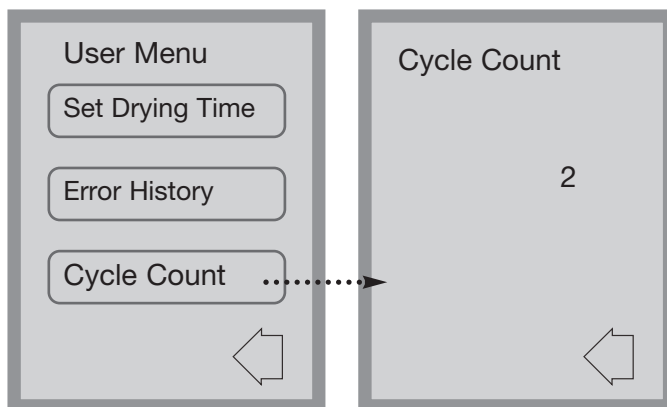 User Menu
Set Drying Time
Error History
Cycle Count
Cycle Count
2